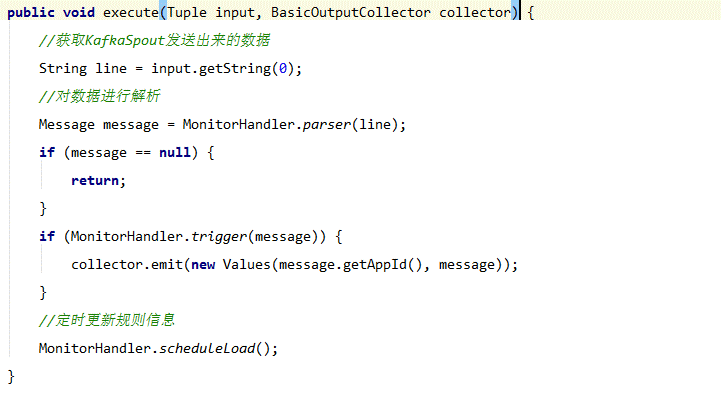 public void execute(Tuple input, BasicOutputCollector collector) {
//获取KafkaSpout发送出来的数据
String line = input.getString(0);
//对数据进行解析
Message message = MonitorHandler.parser(line);
if (message == null) {
return;
}
if (MonitorHandler.trigger(message)) {
collector.emit(new Values(message.getAppId(), message));
}
//定时更新规则信息
MonitorHandler.scheduleLoad();
}